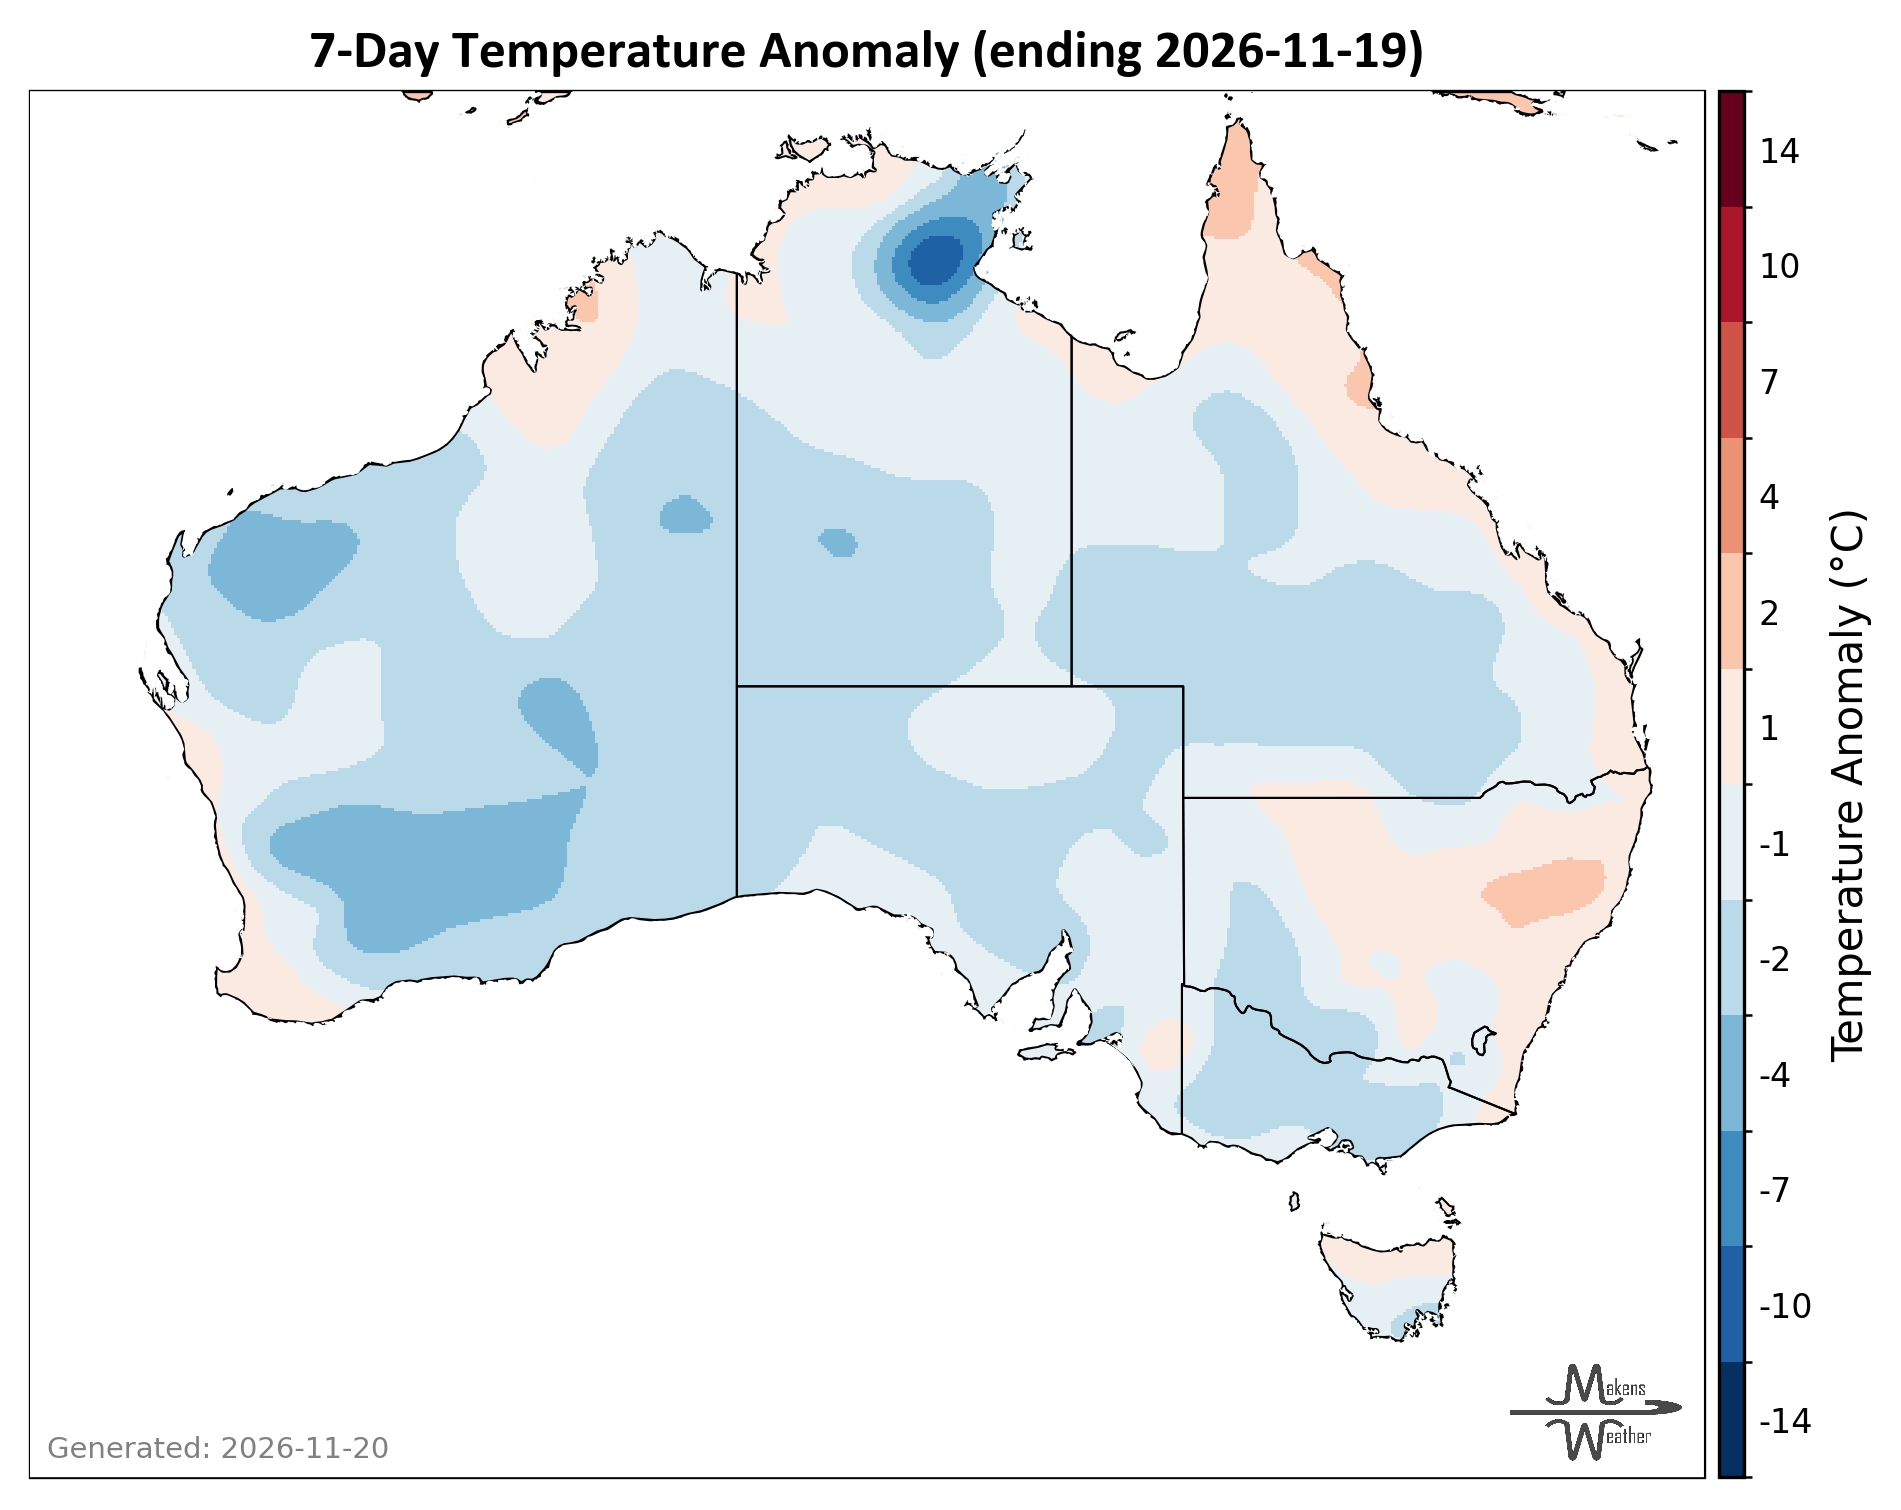 7-Day Temperature Anomaly (ending 2026-11-19)
14
10
7
4
2
1
-1
-2
-4
-7
-10
-14
Temperature Anomaly (°C)
Makens
Weather
Generated: 2026-11-20